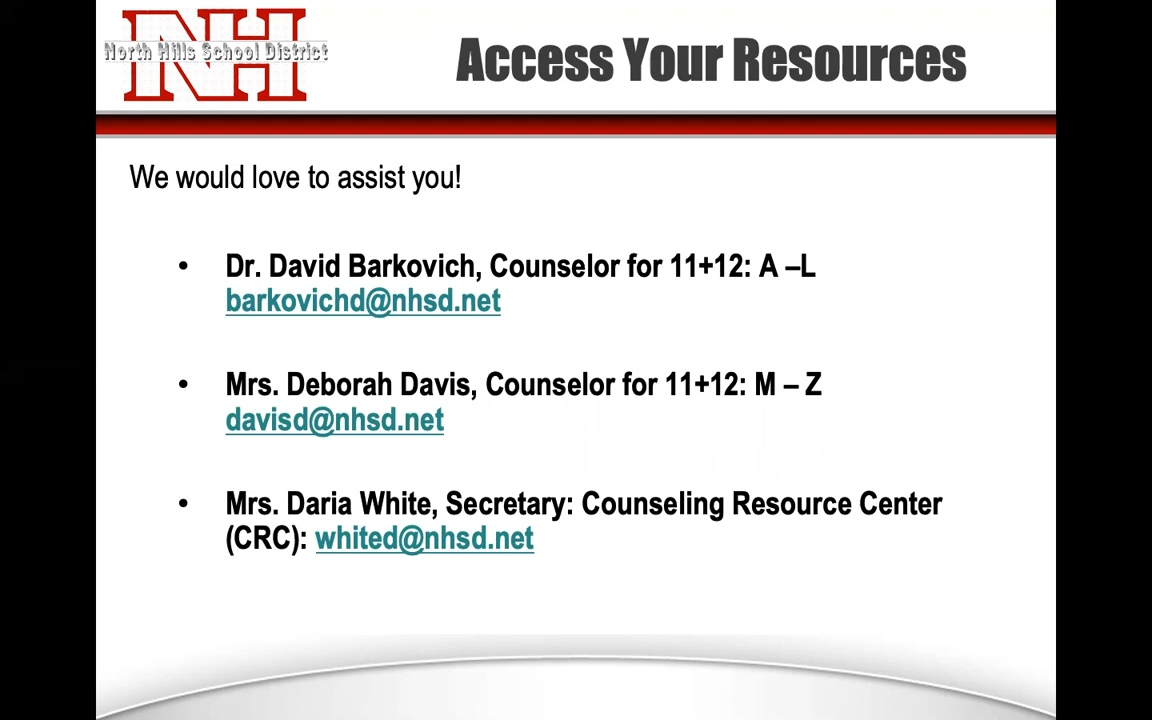 North Hills School District
NH
Access Your Resources
We would love to assist you!
• Dr. David Barkovich, Counselor for 11+12: A –L
barkovichd@nhsd.net
• Mrs. Deborah Davis, Counselor for 11+12: M – Z
davisd@nhsd.net
• Mrs. Daria White, Secretary: Counseling Resource Center
(CRC): whited@nhsd.net